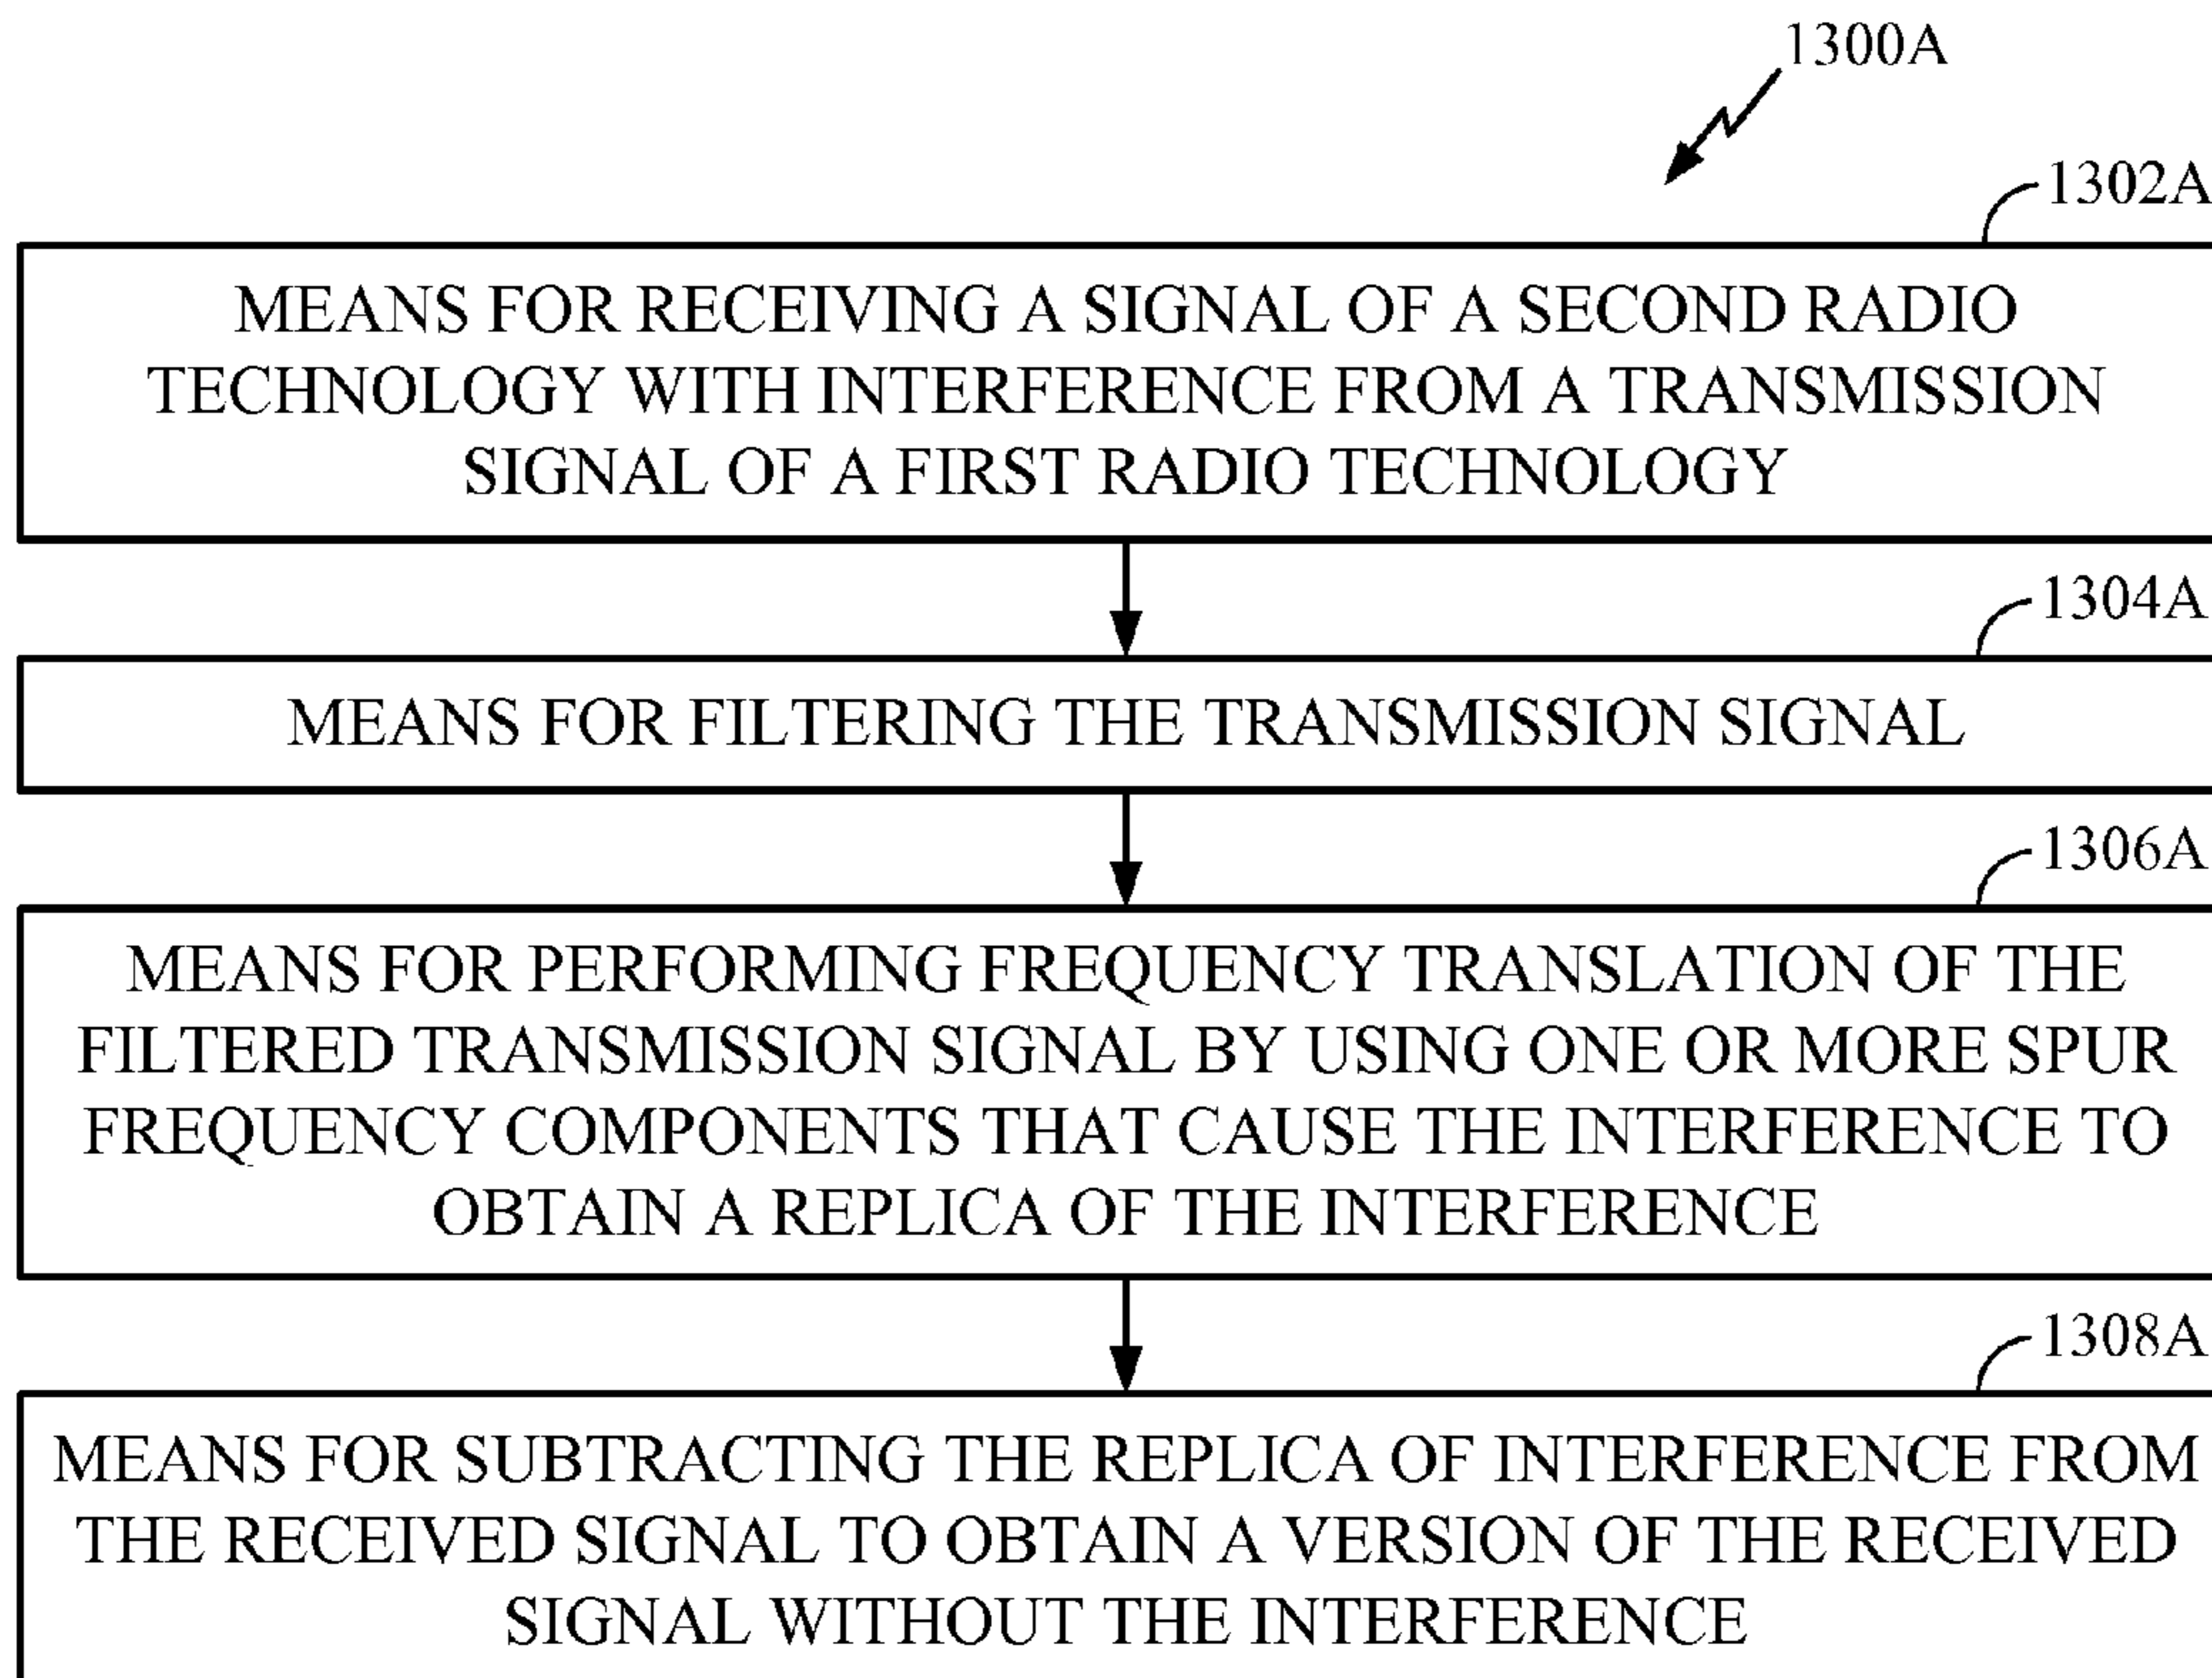 1300A
1302A
MEANS FOR RECEIVING A SIGNAL OF A SECOND RADIO
TECHNOLOGY WITH INTERFERENCE FROM A TRANSMISSION
SIGNAL OF A FIRST RADIO TECHNOLOGY
1304A
MEANS FOR FILTERING THE TRANSMISSION SIGNAL
1306A
MEANS FOR PERFORMING FREQUENCY TRANSLATION OF THE
FILTERED TRANSMISSION SIGNAL BY USING ONE OR MORE SPUR
FREQUENCY COMPONENTS THAT CAUSE THE INTERFERENCE TO
OBTAIN A REPLICA OF THE INTERFERENCE
1308A
MEANS FOR SUBTRACTING THE REPLICA OF INTERFERENCE FROM
THE RECEIVED SIGNAL TO OBTAIN A VERSION OF THE RECEIVED
SIGNAL WITHOUT THE INTERFERENCE